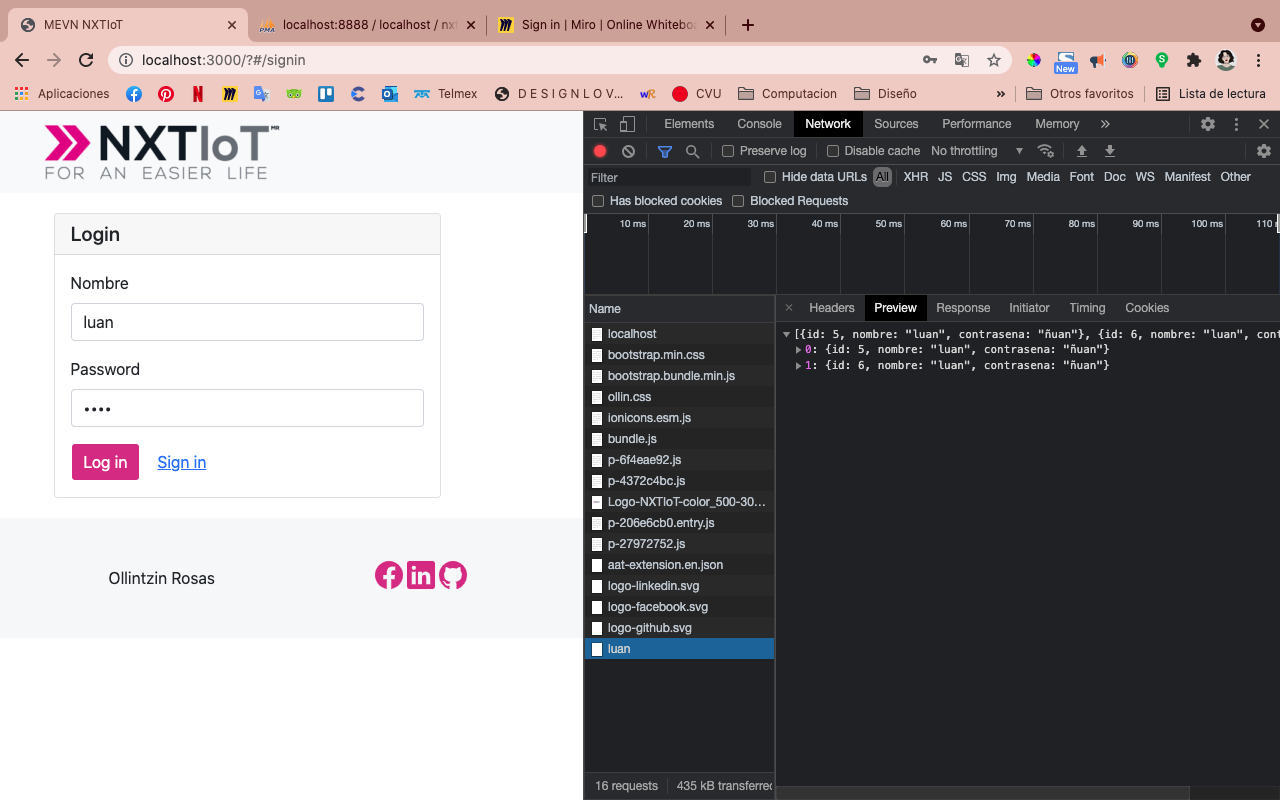 MEVN NXTIoT
localhost:8888 / localhost / nxt
Sign in | Miro | Online Whitebo
localhost:3000/?#/signin
New
Aplicaciones
Telmex
D E S I G N L O V ...
wR
CVU
Computacion
Diseño
»
Otros favoritos
Lista de lectura
NXTIoT MR
FOR AN EASIER LIFE
Login
Nombre
luan
Password
••••
Log in
Sign in
Ollintzin Rosas
Elements Console Network Sources Performance Memory »
Preserve log Disable cache No throttling
Filter Hide data URLs All XHR JS CSS Img Media Font Doc WS Manifest Other
Has blocked cookies Blocked Requests
10 ms 20 ms 30 ms 40 ms 50 ms 60 ms 70 ms 80 ms 90 ms 100 ms 110
Name
localhost
bootstrap.min.css
bootstrap.bundle.min.js
ollin.css
ionicons.esm.js
bundle.js
p-6f4eae92.js
p-4372c4bc.js
Logo-NXTIoT-color_500-30...
p-206e6cb0.entry.js
p-27972752.js
aat-extension.en.json
logo-linkedin.svg
logo-facebook.svg
logo-github.svg
luan
16 requests 435 kB transferred
Headers Preview Response Initiator Timing Cookies
[{id: 5, nombre: "luan", contrasena: "ñuan"}, {id: 6, nombre: "luan", cont
0: {id: 5, nombre: "luan", contrasena: "ñuan"}
1: {id: 6, nombre: "luan", contrasena: "ñuan"}